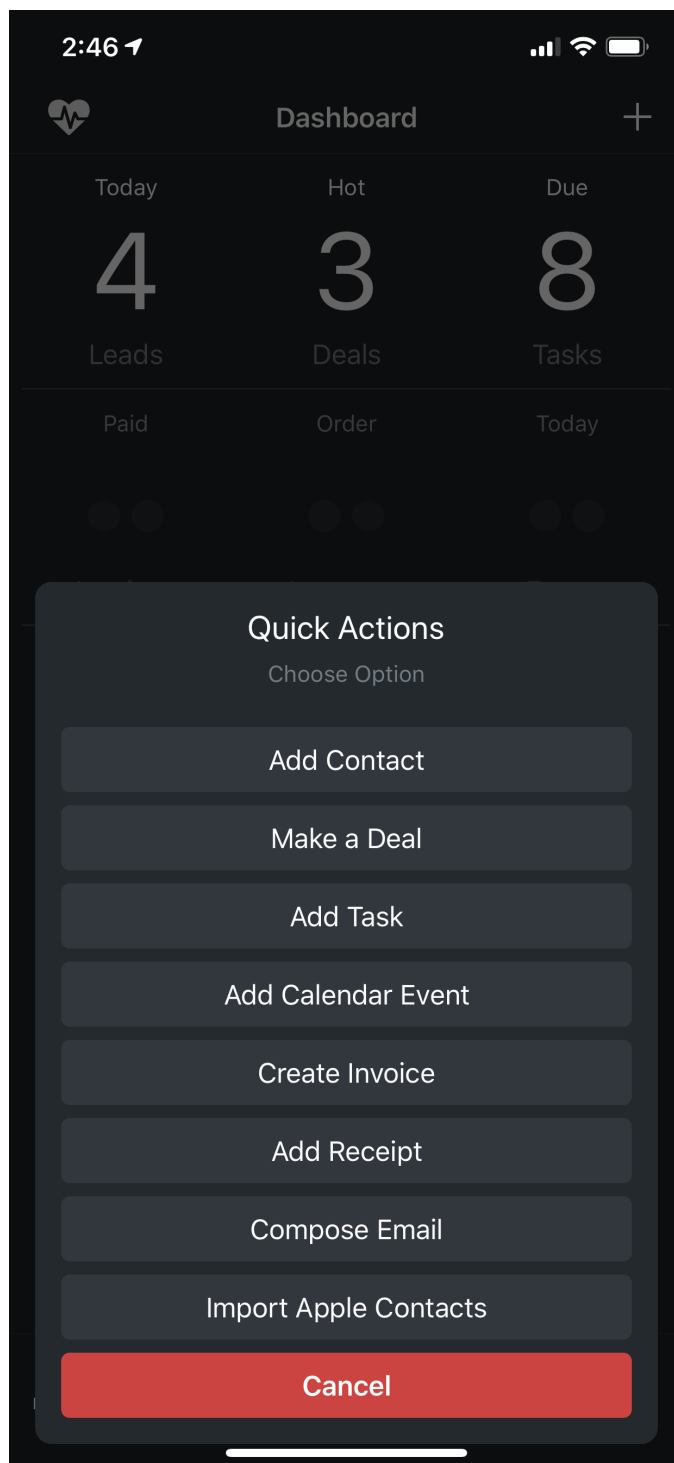 2:46
Dashboard
Today Hot Due
4 3 8
Leads Deals Tasks
Paid Order Today
Quick Actions
Choose Option
Add Contact
Make a Deal
Add Task
Add Calendar Event
Create Invoice
Add Receipt
Compose Email
Import Apple Contacts
Cancel